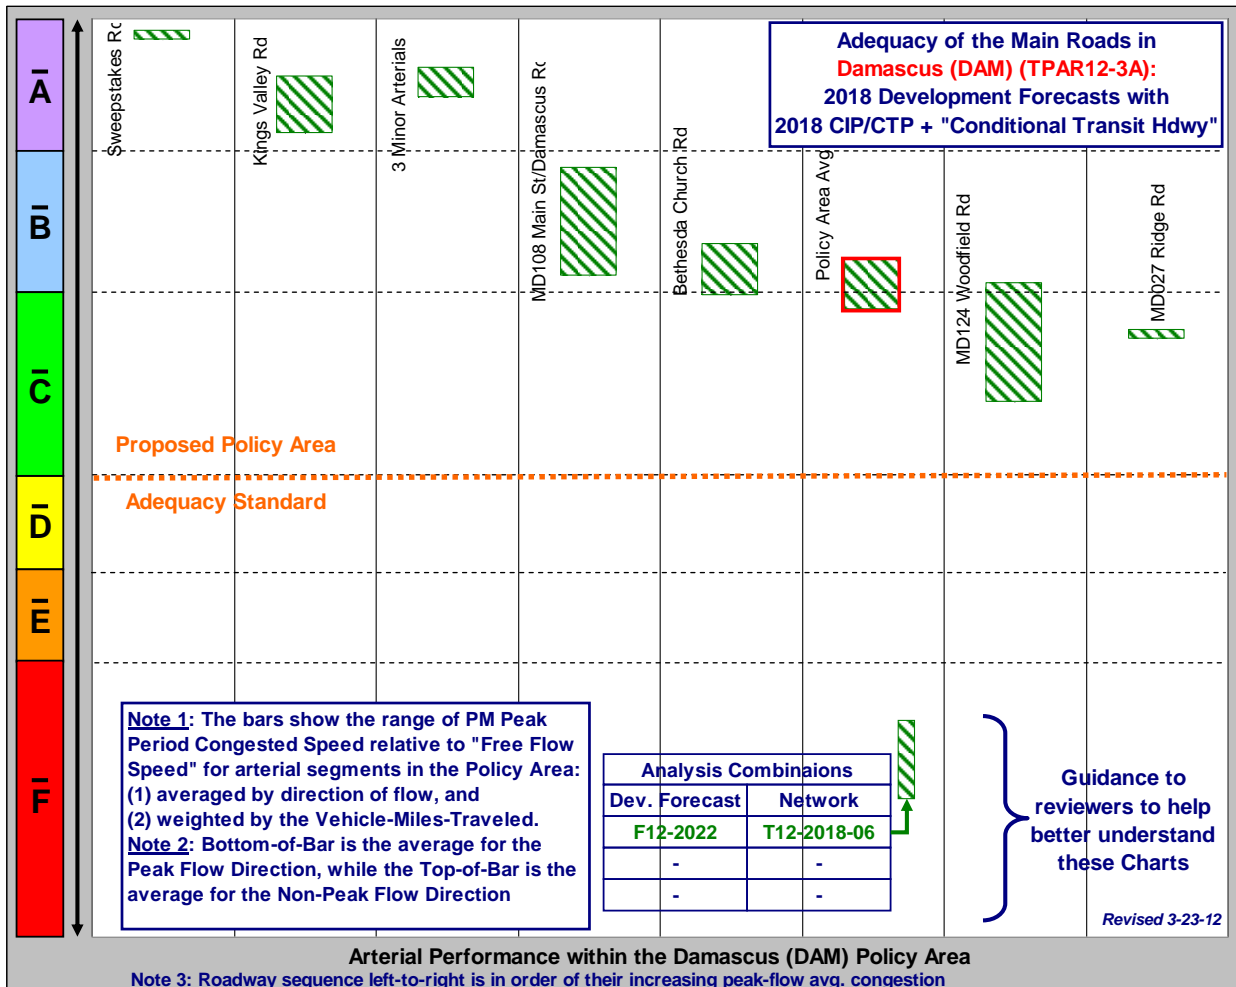 Adequacy of the Main Roads in
Damascus (DAM) (TPAR12-3A):
2018 Development Forecasts with
2018 CIP/CTP + "Conditional Transit Hdwy"
A
B
C
D
E
F
Sweepstakes
Kings Valley Rd
3 Minor Arterials
MD108 Main St/Damascus
Bethesda Church Rd
Policy Area Avg
MD124 Woodfield Rd
MD027 Ridge Rd
Proposed Policy Area
Adequacy Standard
Note 1: The bars show the range of PM Peak
Period Congested Speed relative to "Free Flow
Speed" for arterial segments in the Policy Area:
(1) averaged by direction of flow, and
(2) weighted by the Vehicle-Miles-Traveled.
Note 2: Bottom-of-Bar is the average for the
Peak Flow Direction, while the Top-of-Bar is the
average for the Non-Peak Flow Direction
Analysis Combinaions
Dev. Forecast Network
F12-2022 T12-2018-06
- -
- -
Guidance to
reviewers to help
better understand
these Charts
Revised 3-23-12
Arterial Performance within the Damascus (DAM) Policy Area
Note 3: Roadway sequence left-to-right is in order of their increasing peak-flow avg. congestion